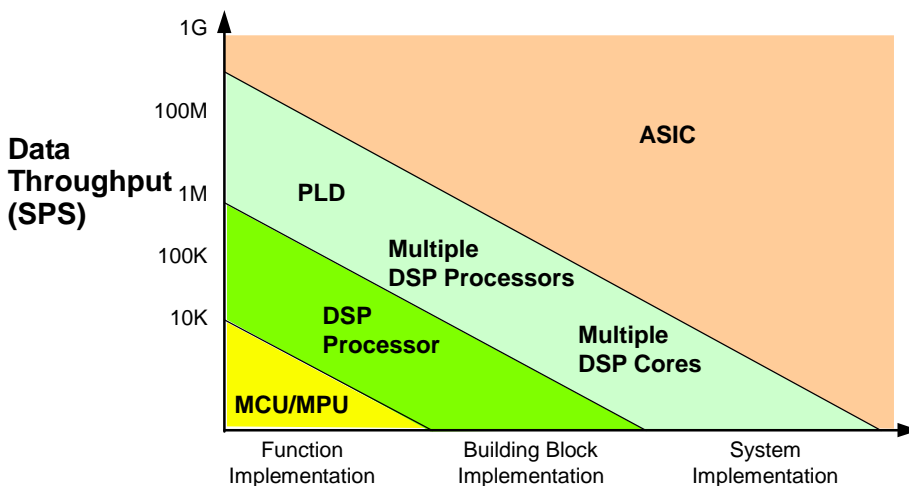 1G
100M
Data
Throughput
(SPS)
1M
100K
10K
ASIC
PLD
Multiple
DSP Processors
DSP
Processor
Multiple
DSP Cores
MCU/MPU
Function
Implementation
Building Block
Implementation
System
Implementation